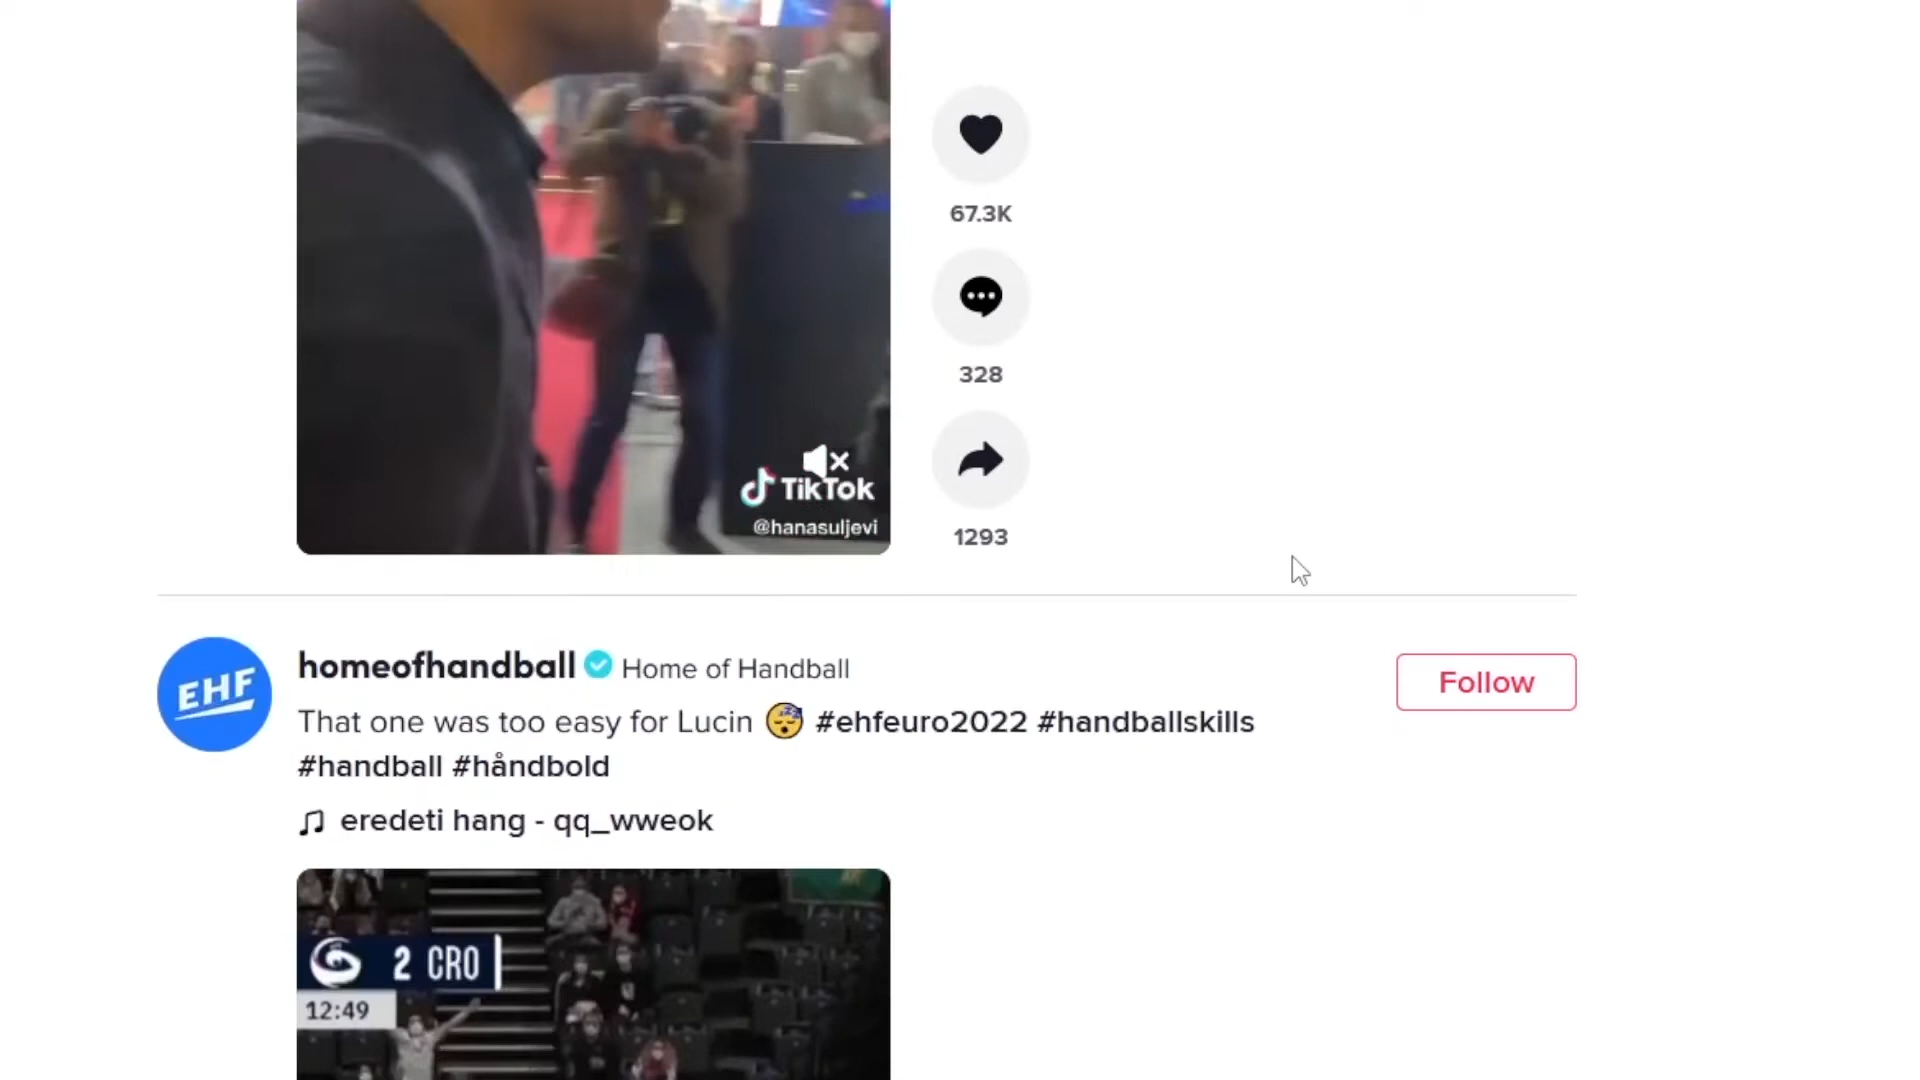 67.3K
328
TikTok
@hanasuljevi
1293
EHF
homeofhandball Home of Handball
Follow
That one was too easy for Lucin 😴 #ehfeuro2022 #handballskills
#handball #håndbold
eredeti hang - qq_wweok
2 CRO
12:49